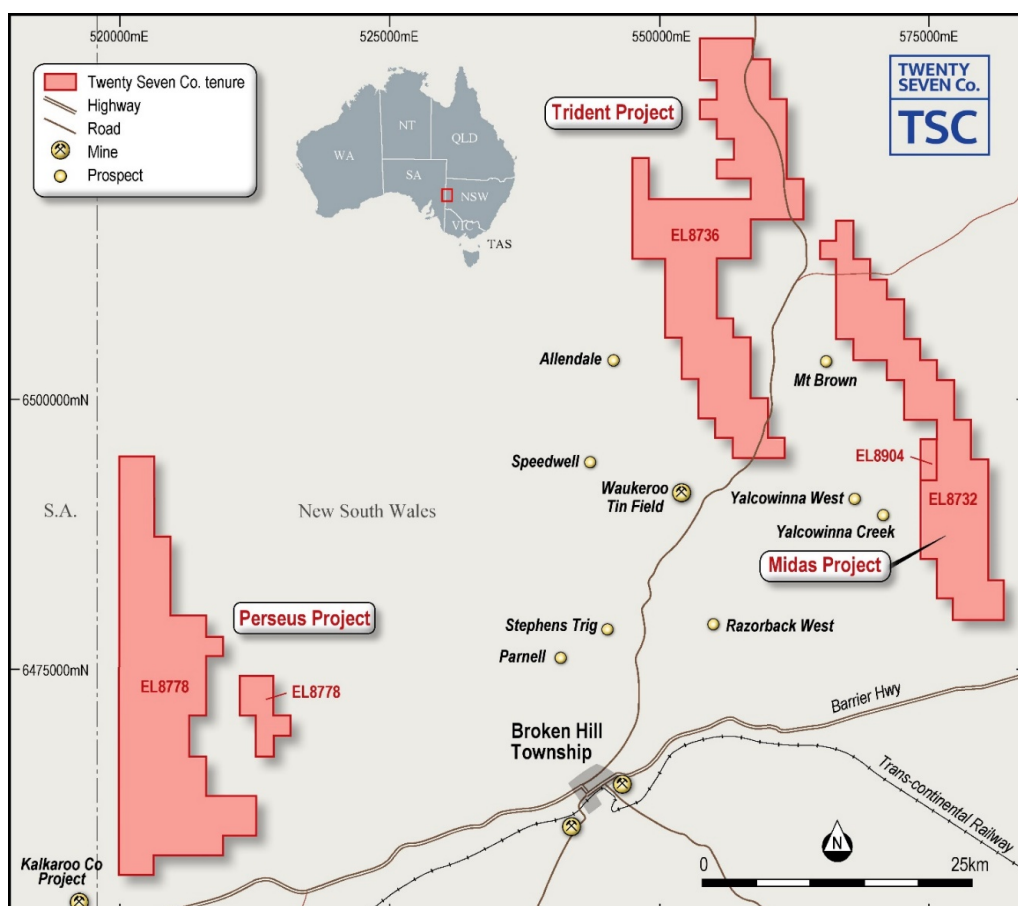 520000mE
525000mE
550000mE
575000mE
Twenty Seven Co. tenure
Highway
Road
Mine
Prospect
WA
NT
QLD
SA
NSW
VIC
TAS
TWENTY
SEVEN Co.
TSC
Trident Project
EL8736
Allendale
Mt Brown
6500000mN
Speedwell
EL8904
Waukeroo
Tin Field
Yalcowinna West
EL8732
S.A.
New South Wales
Yalcowinna Creek
Midas Project
Perseus Project
Stephens Trig
Razorback West
Parnell
6475000mN
EL8778
EL8778
Barrier Hwy
Broken Hill
Township
Trans-continental
Railway
Kalkaroo Co
Project
N
0
25km